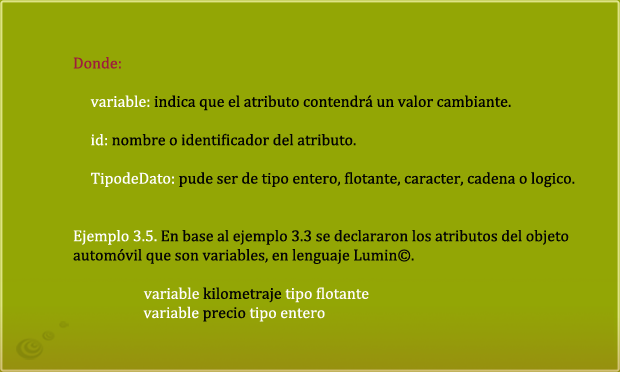 Donde:
variable: indica que el atributo contendrá un valor cambiante.
id: nombre o identificador del atributo.
TipodeDato: pude ser de tipo entero, flotante, caracter, cadena o logico.
Ejemplo 3.5. En base al ejemplo 3.3 se declararon los atributos del objeto
automóvil que son variables, en lenguaje Lumin©.
variable kilometraje tipo flotante
variable precio tipo entero